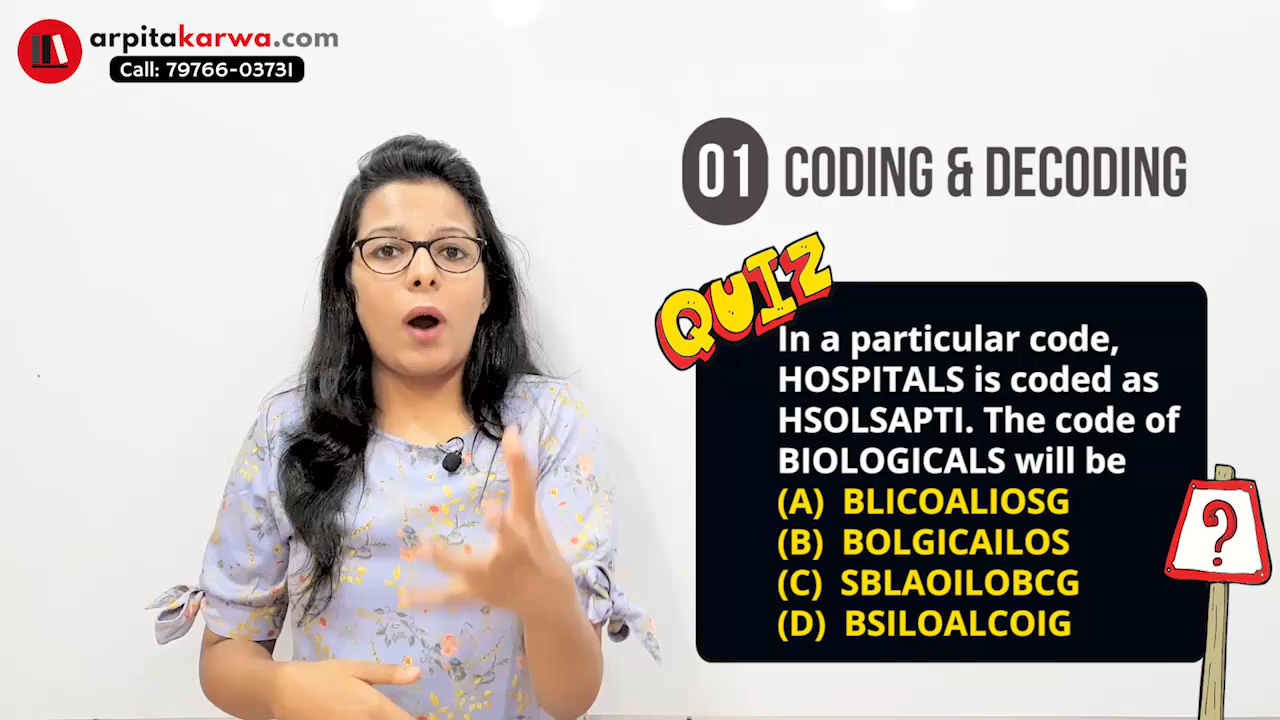 arpitakarwa.com
Call: 79766-03731
01 CODING & DECODING
QUIZ
In a particular code,
HOSPITALS is coded as
HSOLSAPTI. The code of
BIOLOGICALS will be
(A) BLICOALIOSG
(B) BOLGICAILOS
(C) SBLAOILOBCG
(D) BSILOALCOIG
?